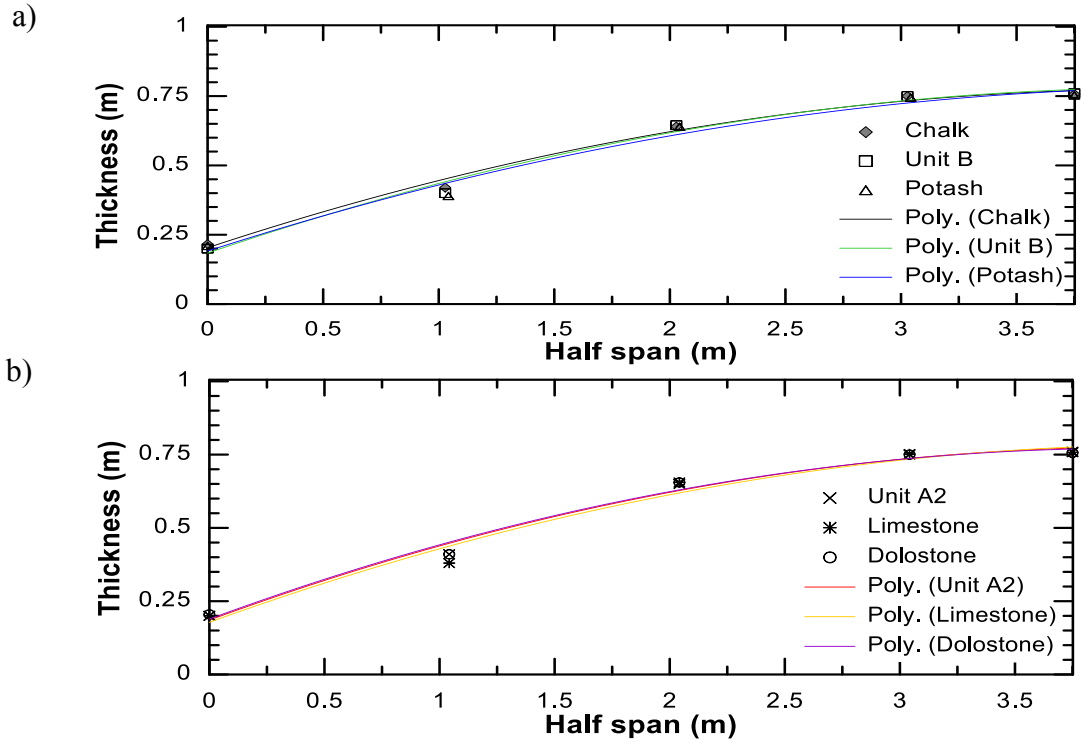 a)
Thickness (m)
1
0.75
0.5
0.25
0
Chalk
Unit B
Potash
Poly. (Chalk)
Poly. (Unit B)
Poly. (Potash)
0 0.5 1 1.5 2 2.5 3 3.5
Half span (m)
b)
Thickness (m)
1
0.75
0.5
0.25
0
Unit A2
Limestone
Dolostone
Poly. (Unit A2)
Poly. (Limestone)
Poly. (Dolostone)
0 0.5 1 1.5 2 2.5 3 3.5
Half span (m)